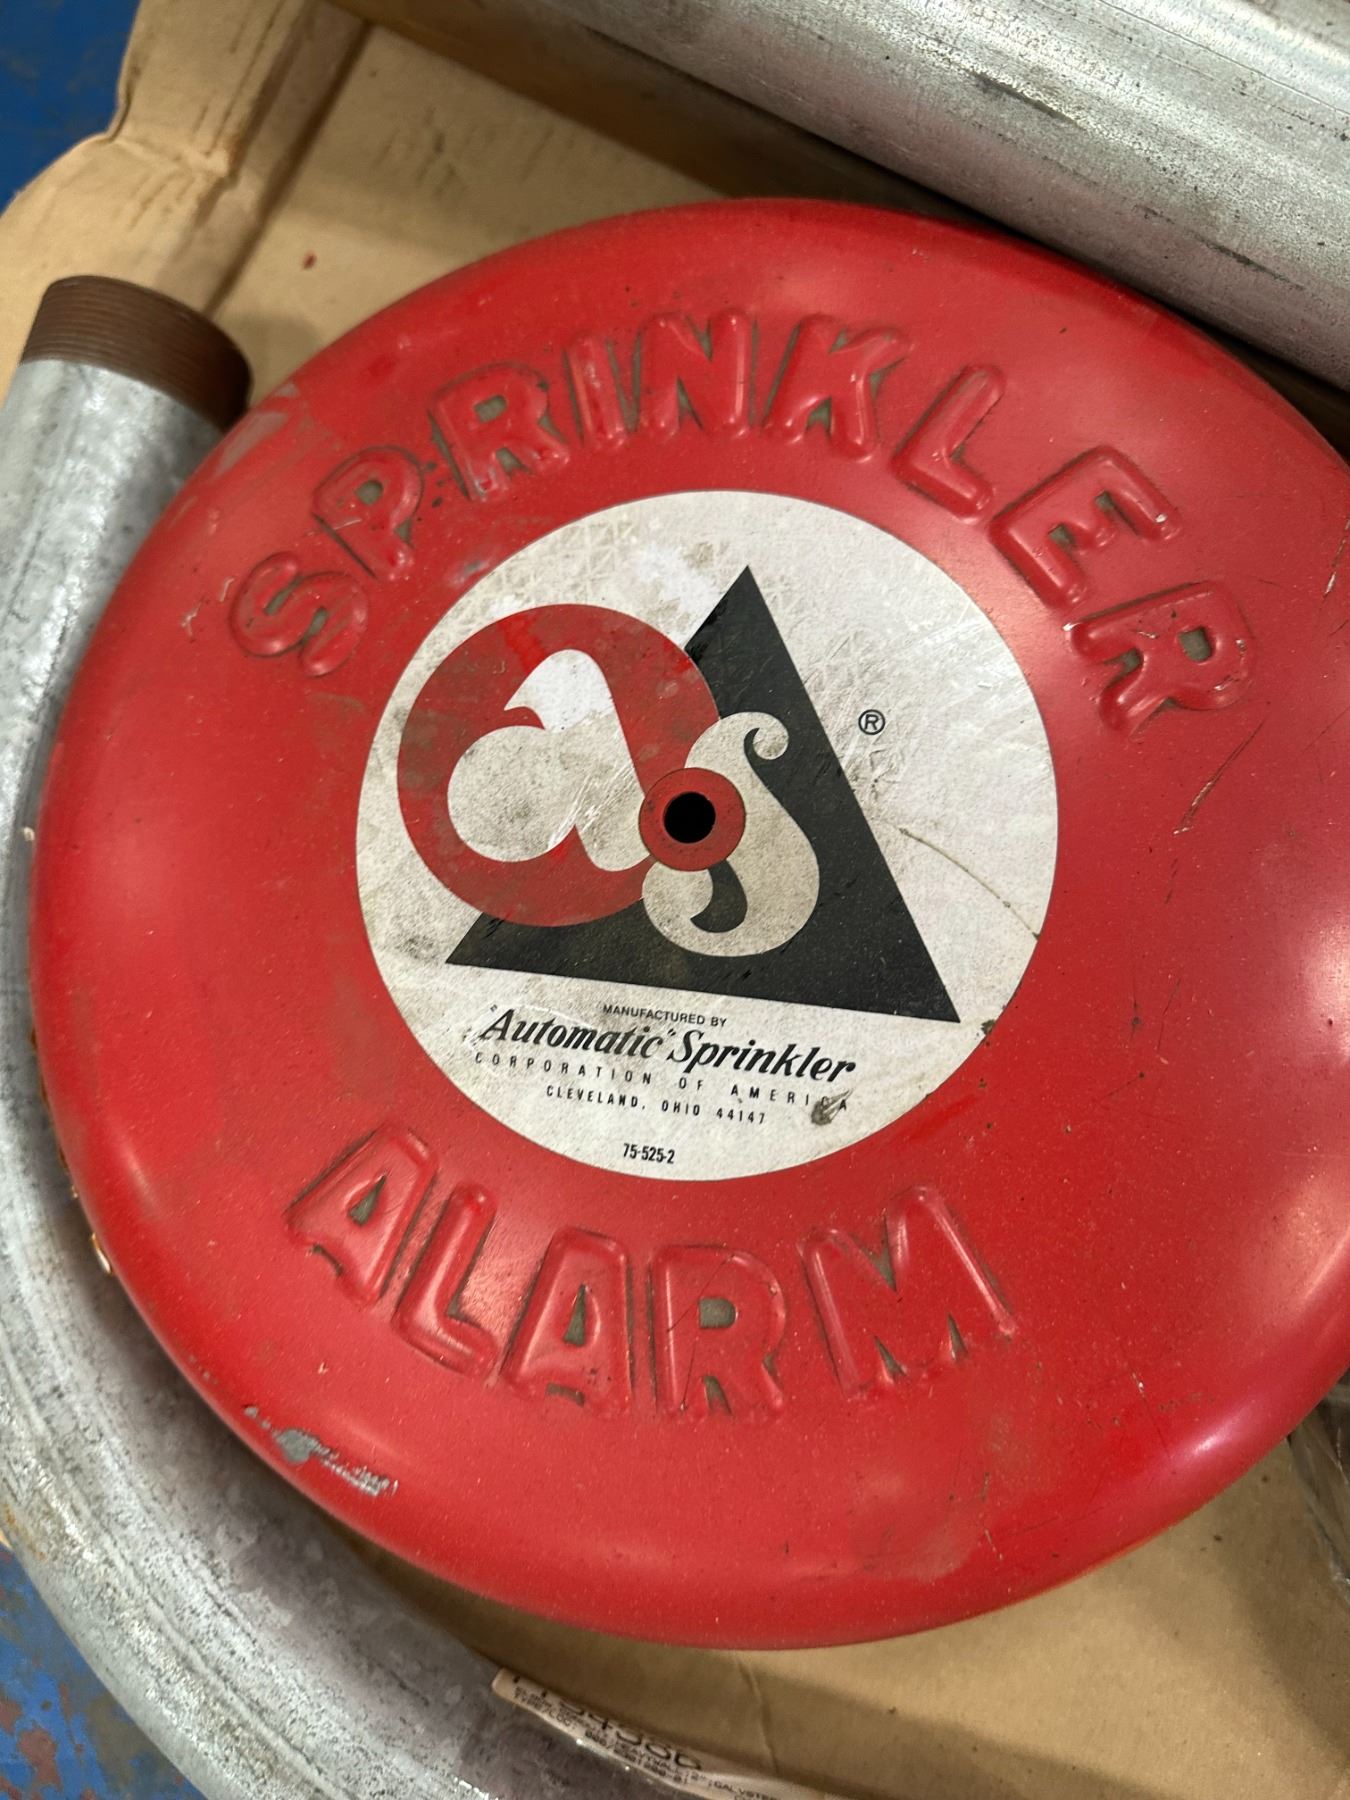 SPRINKLER
as
®
MANUFACTURED BY
"Automatic" Sprinkler
CORPORATION OF AMERICA
CLEVELAND, OHIO 44147
75-525-2
ALARM